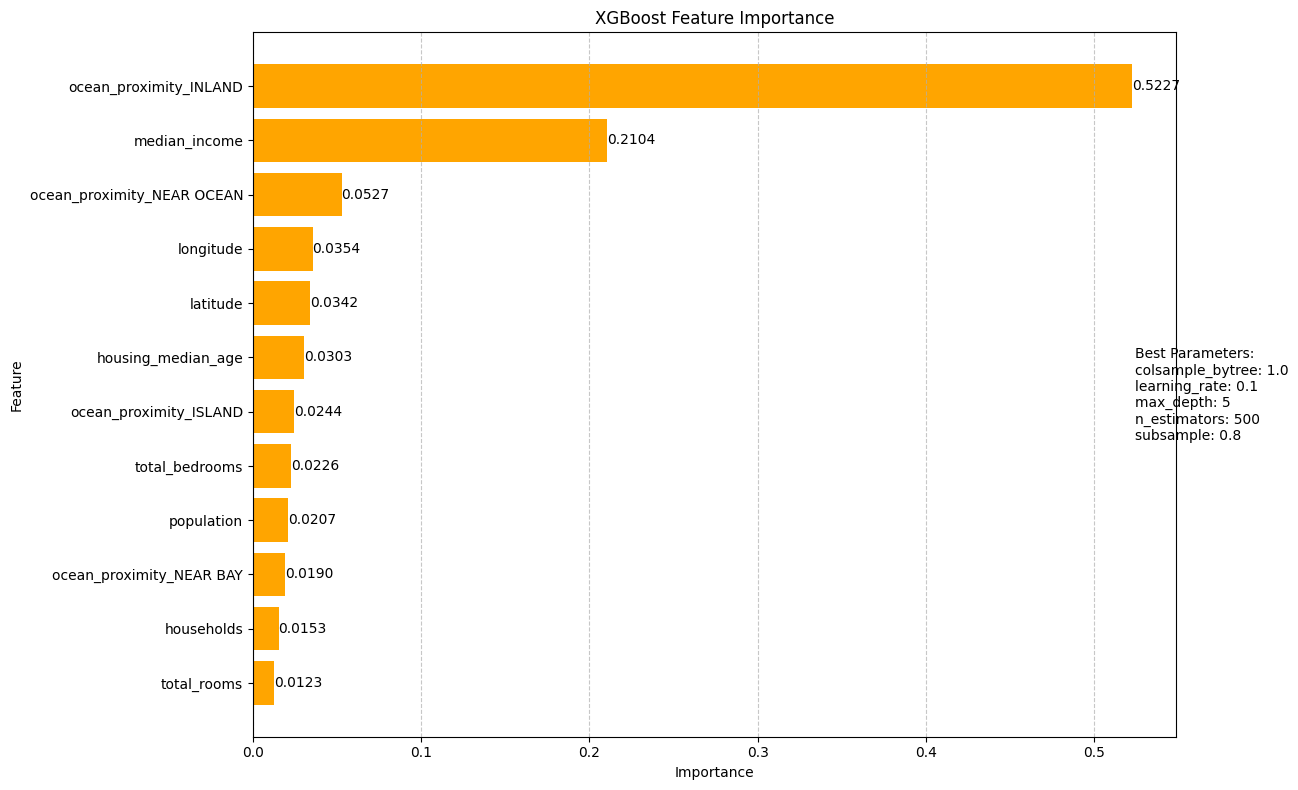 XGBoost Feature Importance
ocean_proximity_INLAND 0.5227
median_income 0.2104
ocean_proximity_NEAR OCEAN 0.0527
longitude 0.0354
latitude 0.0342
housing_median_age 0.0303
ocean_proximity_ISLAND 0.0244
total_bedrooms 0.0226
population 0.0207
ocean_proximity_NEAR BAY 0.0190
households 0.0153
total_rooms 0.0123
Feature
Best Parameters:
colsample_bytree: 1.0
learning_rate: 0.1
max_depth: 5
n_estimators: 500
subsample: 0.8
0.0 0.1 0.2 0.3 0.4 0.5
Importance